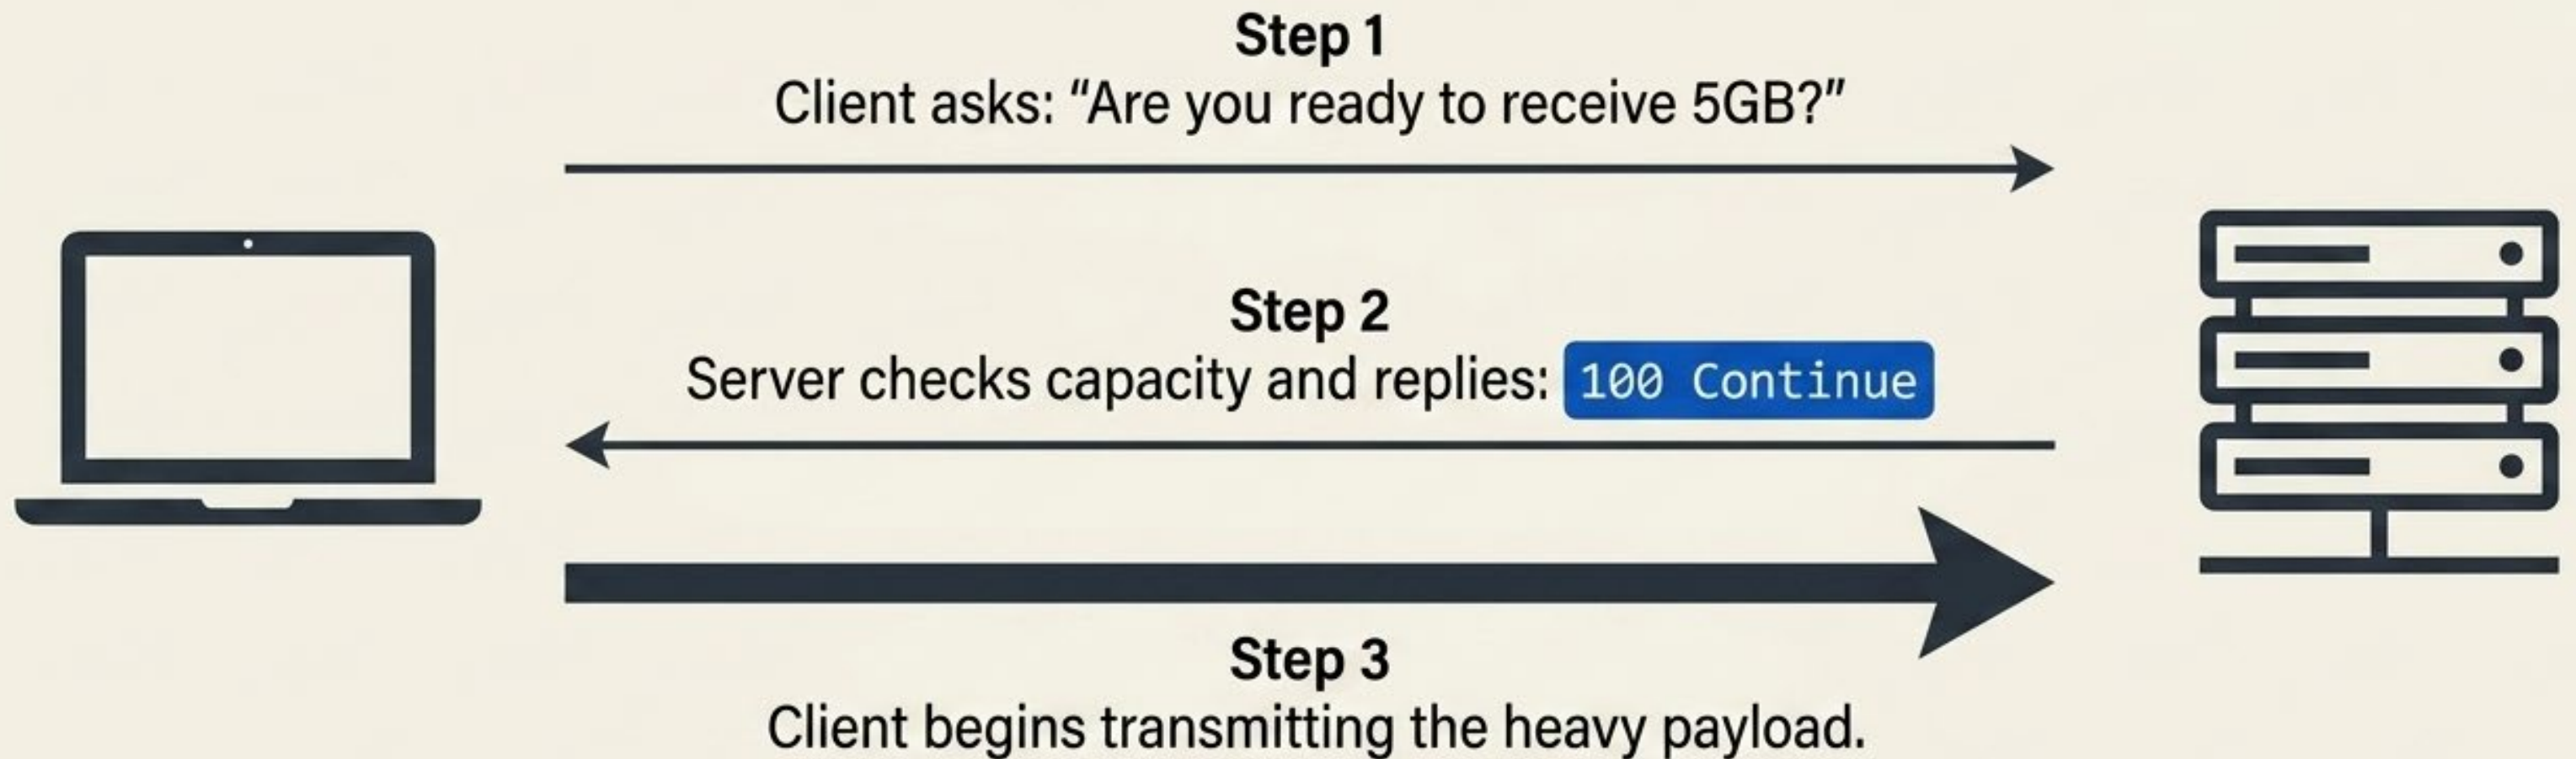 Step 1
Client asks: “Are you ready to receive 5GB?”
Step 2
Server checks capacity and replies: 100 Continue
Step 3
Client begins transmitting the heavy payload.